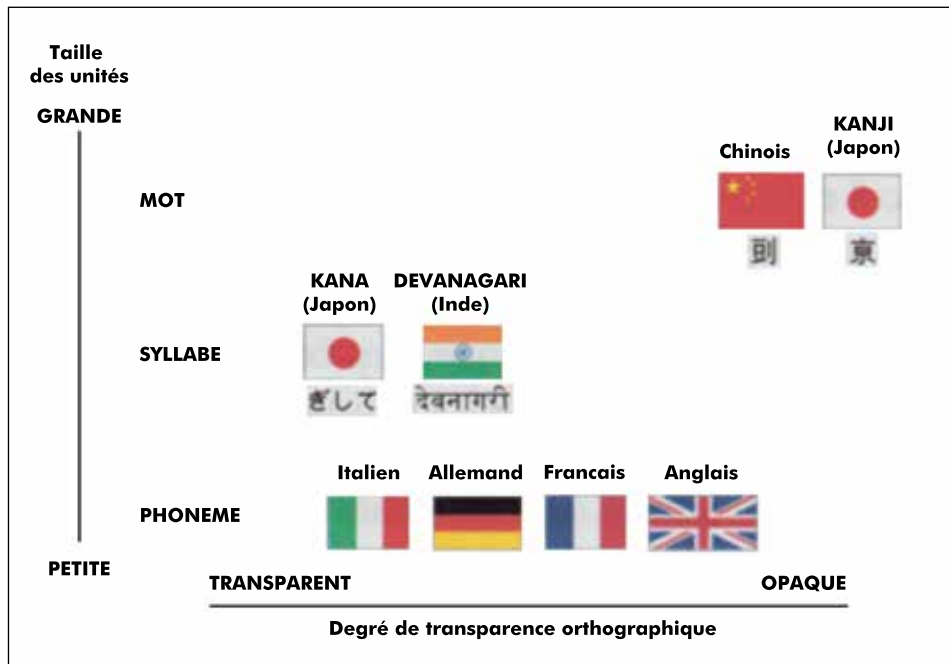 Taille
des unités
GRANDE
KANJI
(Japon)
Chinois
MOT
京
KANA
(Japon)
DEVANAGARI
(Inde)
SYLLABE
ぎして
देवनागरी
Italien
Allemand
Francais
Anglais
PHONEME
PETITE
TRANSPARENT
OPAQUE
Degré de transparence orthographique